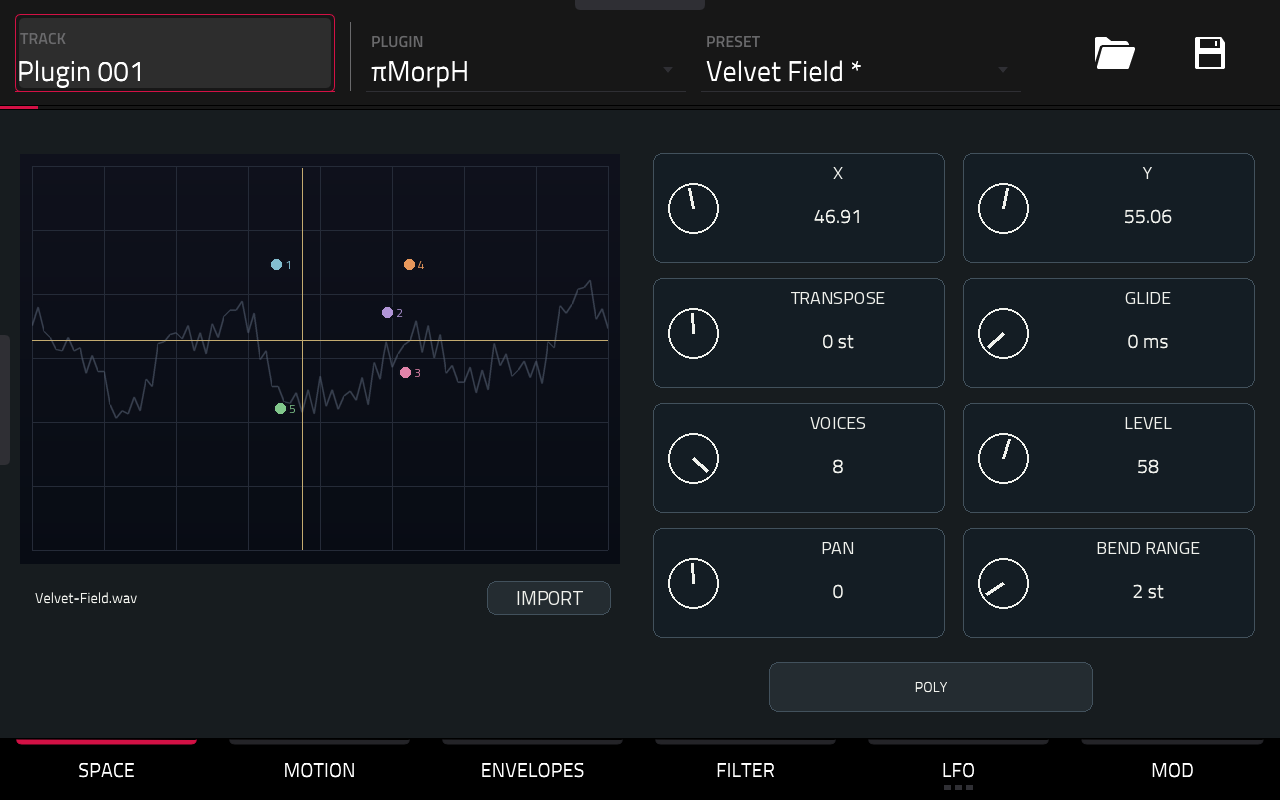 TRACK
Plugin 001
PLUGIN
πMorpH
PRESET
Velvet Field *
1
4
2
3
5
Velvet-Field.wav
IMPORT
X
46.91
Y
55.06
TRANSPOSE
0 st
GLIDE
0 ms
VOICES
8
LEVEL
58
PAN
0
BEND RANGE
2 st
POLY
SPACE
MOTION
ENVELOPES
FILTER
LFO
MOD